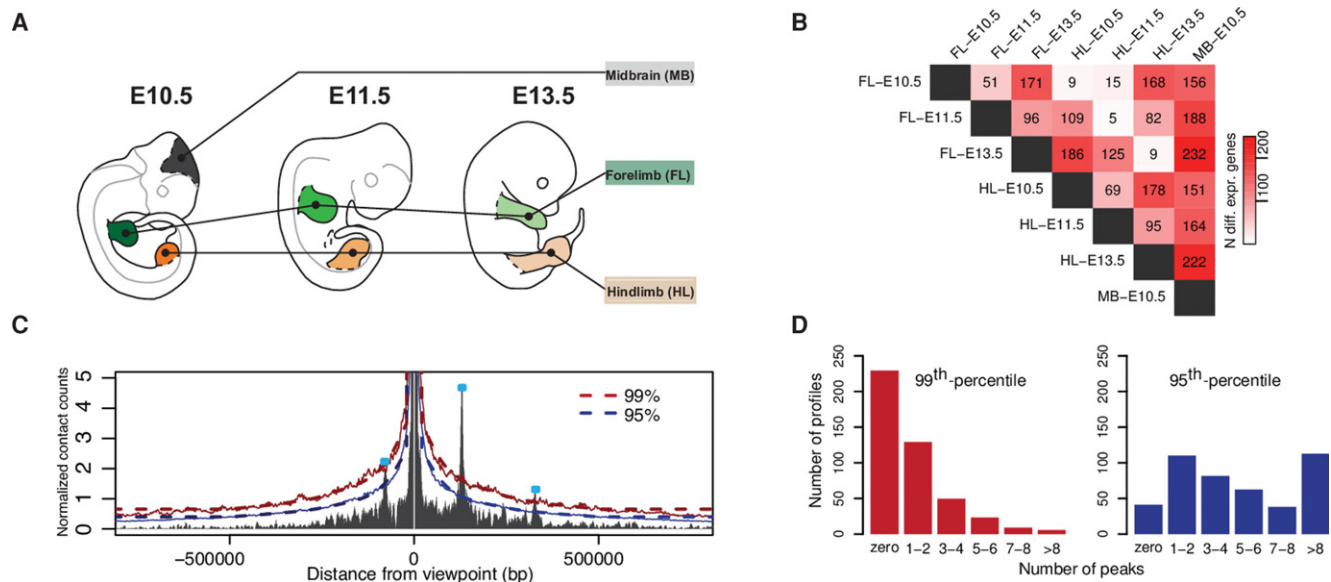 A
E10.5
E11.5
E13.5
Midbrain (MB)
Forelimb (FL)
Hindlimb (HL)
B
FL-E10.5
FL-E11.5
FL-E13.5
HL-E10.5
HL-E11.5
HL-E13.5
MB-E10.5
FL-E10.5 51 171 9 15 168 156
FL-E11.5 96 109 5 82 188
FL-E13.5 186 125 9 232
HL-E10.5 69 178 151
HL-E11.5 95 164
HL-E13.5 222
MB-E10.5
N diff. expr. genes
100
200
C
Normalized contact counts
5
4
3
2
1
0
99%
95%
-500000 0 500000
Distance from viewpoint (bp)
D
Number of profiles
250
200
150
100
50
0
99th-percentile
zero 1-2 3-4 5-6 7-8 >8
250
200
150
100
50
0
95th-percentile
zero 1-2 3-4 5-6 7-8 >8
Number of peaks